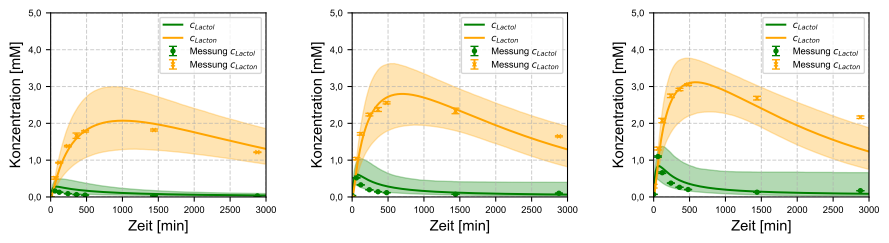 5,0
4,0
3,0
2,0
1,0
0,0
Konzentration [mM]
0 500 1000 1500 2000 2500 3000
Zeit [min]
c_Lactol
c_Lacton
Messung c_Lactol
Messung c_Lacton
5,0
4,0
3,0
2,0
1,0
0,0
Konzentration [mM]
0 500 1000 1500 2000 2500 3000
Zeit [min]
c_Lactol
c_Lacton
Messung c_Lactol
Messung c_Lacton
5,0
4,0
3,0
2,0
1,0
0,0
Konzentration [mM]
0 500 1000 1500 2000 2500 3000
Zeit [min]
c_Lactol
c_Lacton
Messung c_Lactol
Messung c_Lacton